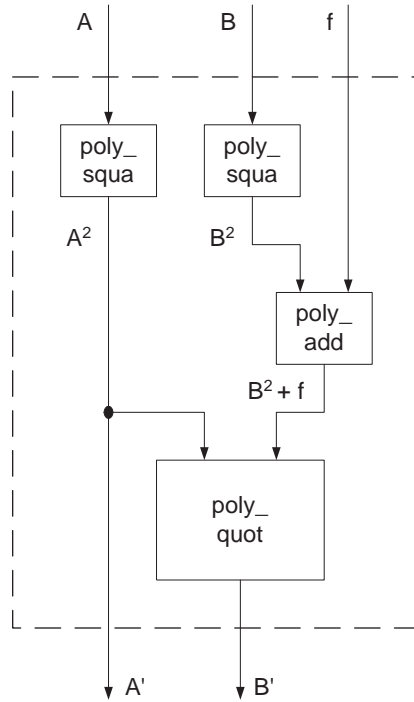 A
B
f
poly_
squa
poly_
squa
A²
B²
poly_
add
B² + f
poly_
quot
A'
B'